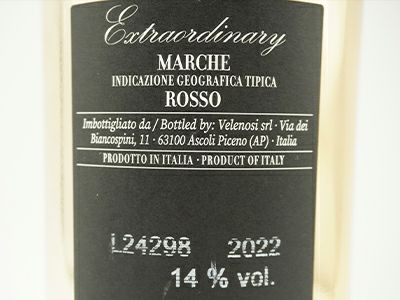 Extraordinary
MARCHE
INDICAZIONE GEOGRAFICA TIPICA
ROSSO
Imbottigliato da / Bottled by: Velenosi srl · Via dei
Biancospini, 11 · 63100 Ascoli Piceno (AP) · Italia
PRODOTTO IN ITALIA · PRODUCT OF ITALY
L24298 2022
14 % vol.